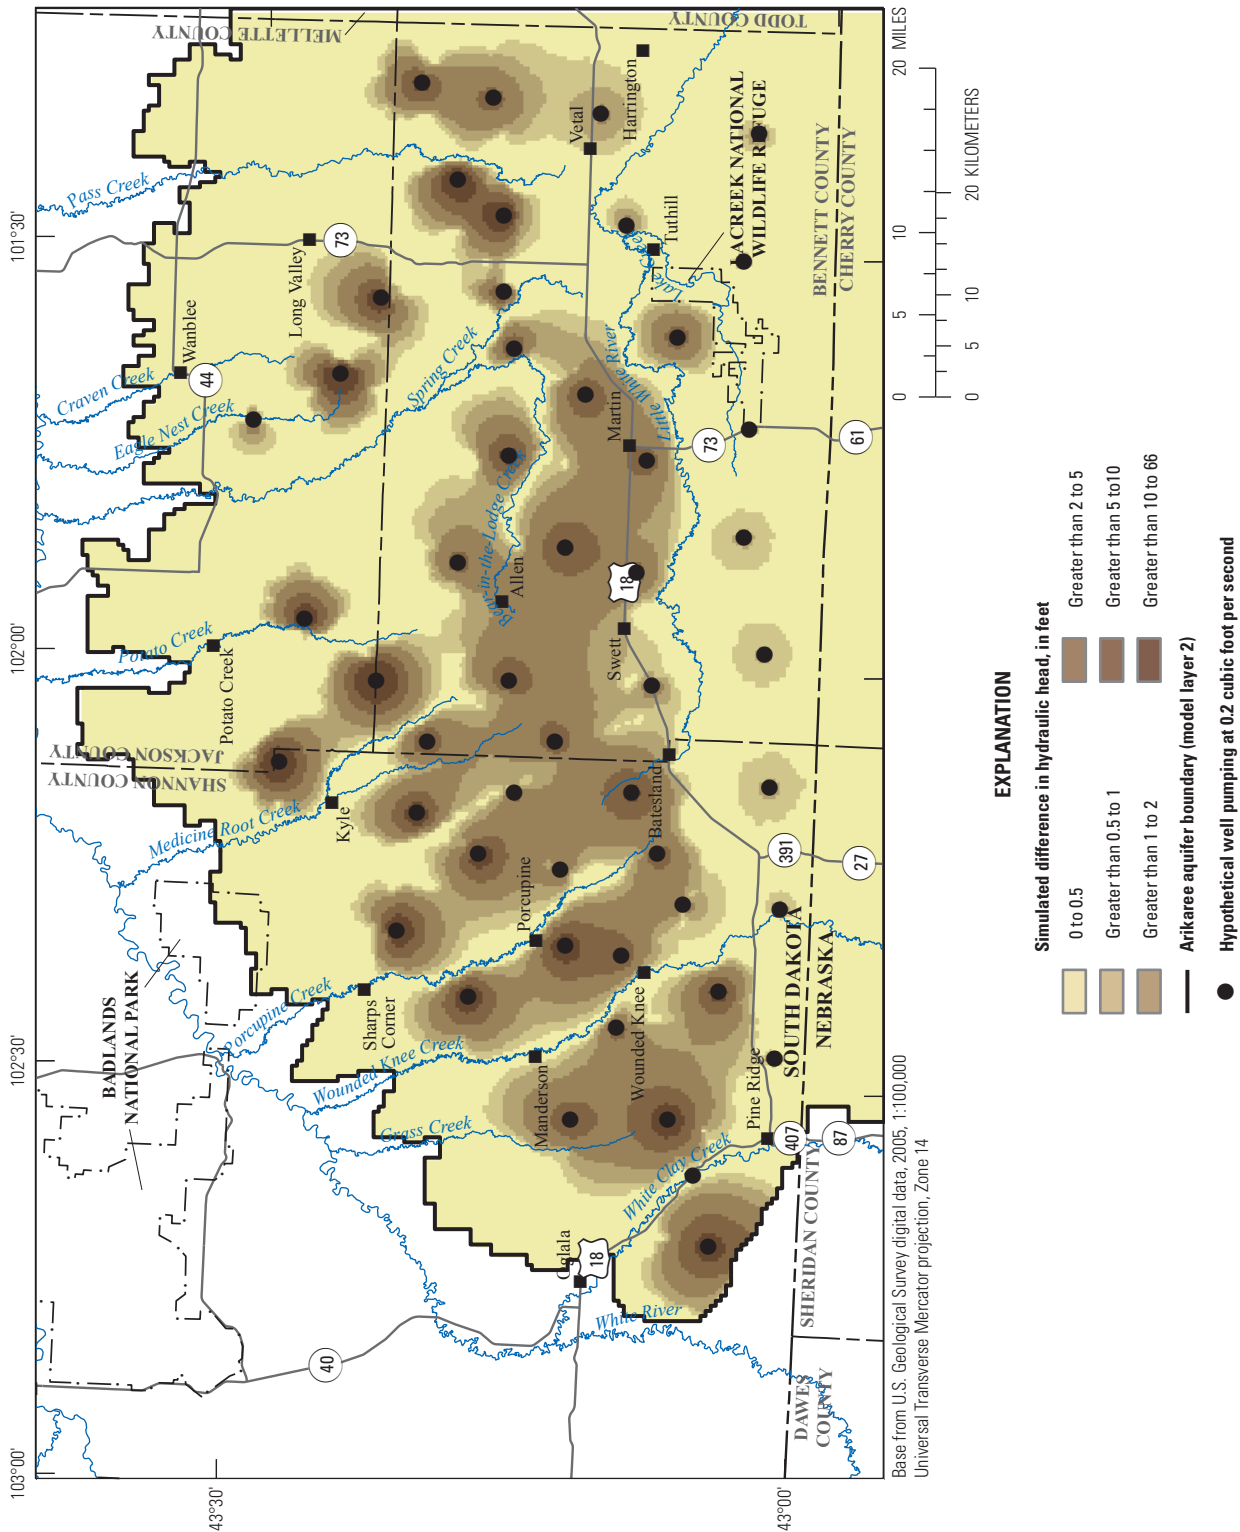 103°00'
102°30'
102°00'
101°30'
43°30'
43°00'
BADLANDS
NATIONAL PARK
SHANNON COUNTY
JACKSON COUNTY
MELLETTE COUNTY
TODD COUNTY
BENNETT COUNTY
CHERRY COUNTY
SHERIDAN COUNTY
DAWES
COUNTY
SOUTH DAKOTA
NEBRASKA
LACREEK NATIONAL
WILDLIFE REFUGE
Pass Creek
Craven Creek
Eagle Nest Creek
Potato Creek
Medicine Root Creek
Porcupine Creek
Wounded Knee Creek
Grass Creek
White Clay Creek
White River
Spring Creek
Bear-in-the-Lodge Creek
Little White River
Lake Creek
Wanblee
Long Valley
Potato Creek
Kyle
Sharps
Corner
Porcupine
Manderson
Wounded Knee
Oglala
Pine Ridge
Batesland
Swett
Allen
Martin
Tuthill
Vetal
Harrington
40
44
73
18
18
73
61
391
27
407
87
Base from U.S. Geological Survey digital data, 2005, 1:100,000
Universal Transverse Mercator projection, Zone 14
0
5
10
20 MILES
0
5
10
20 KILOMETERS
EXPLANATION
Simulated difference in hydraulic head, in feet
0 to 0.5
Greater than 0.5 to 1
Greater than 1 to 2
Greater than 2 to 5
Greater than 5 to10
Greater than 10 to 66
Arikaree aquifer boundary (model layer 2)
Hypothetical well pumping at 0.2 cubic foot per second